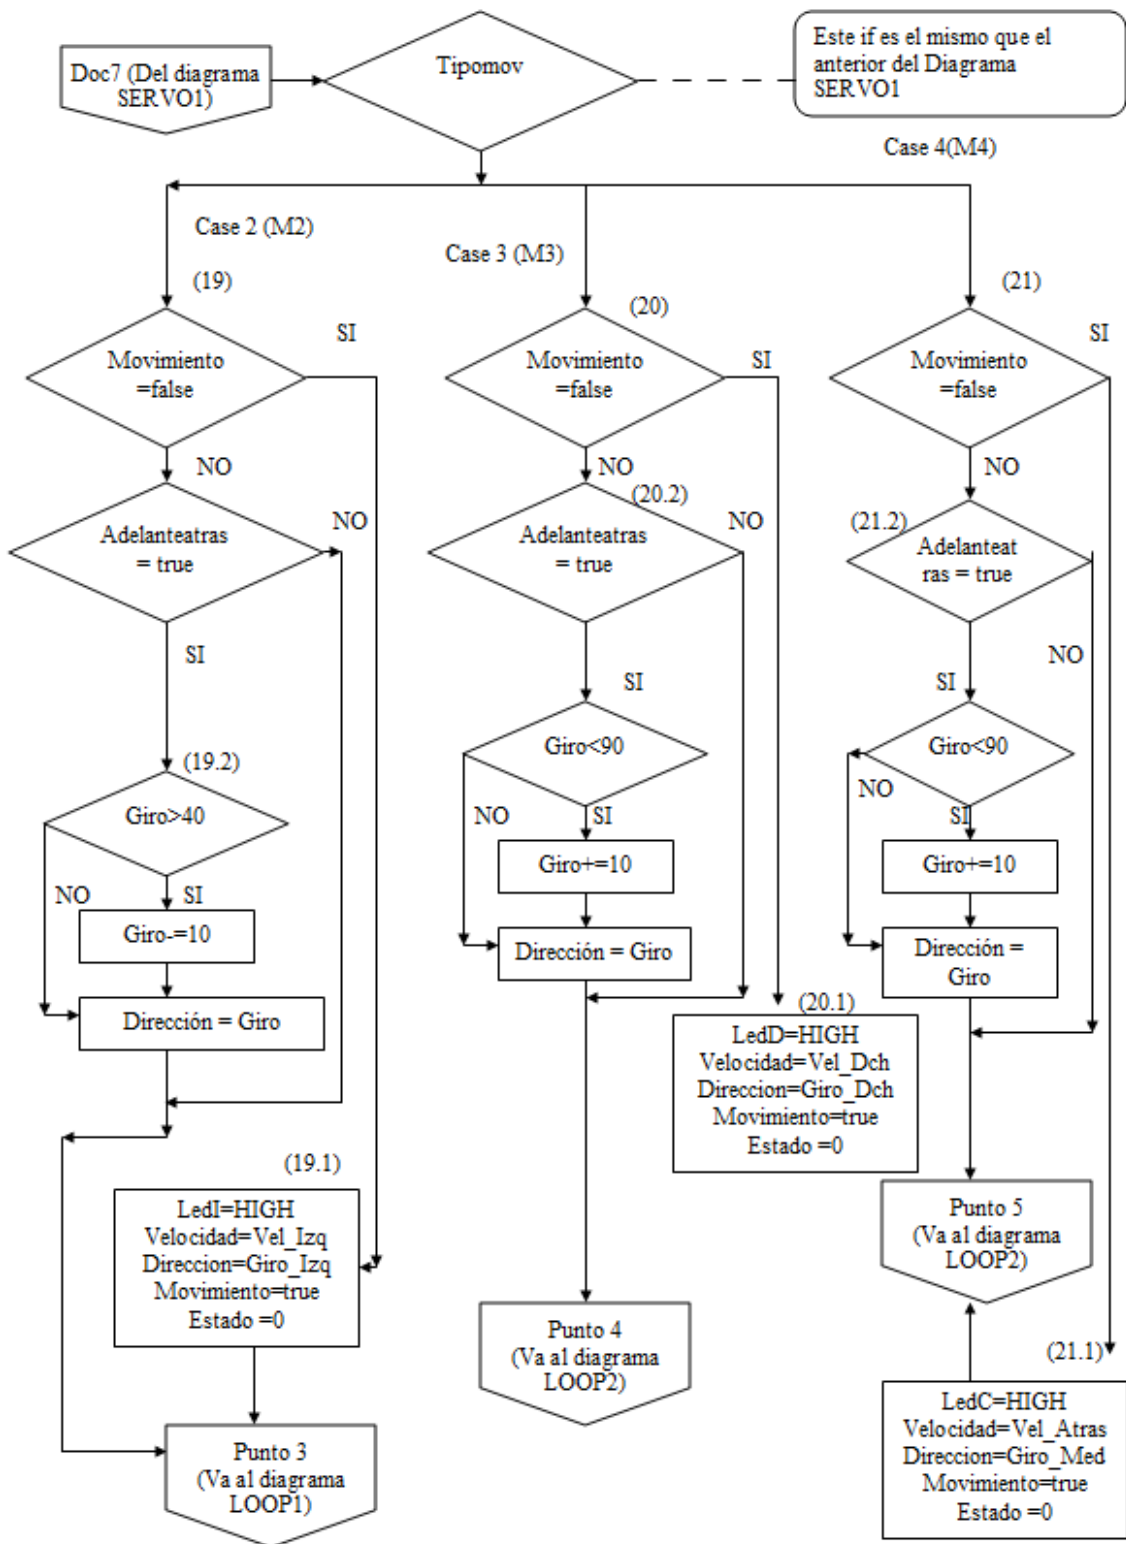 Doc7 (Del diagrama
SERVO1)
Tipomov
Este if es el mismo que el
anterior del Diagrama
SERVO1
Case 4(M4)
Case 2 (M2)
Case 3 (M3)
(19)
(20)
(21)
SI
Movimiento
=false
SI
Movimiento
=false
SI
Movimiento
=false
NO
NO
NO
(20.2)
Adelanteatras
= true
NO
Adelanteatras
= true
NO
(21.2)
Adelanteat
ras = true
SI
SI
NO
SI
(19.2)
Giro>40
Giro<90
Giro<90
NO
SI
NO
SI
NO
SI
Giro-=10
Giro+=10
Giro+=10
Dirección = Giro
Dirección = Giro
Dirección =
Giro
(20.1)
LedD=HIGH
Velocidad=Vel_Dch
Direccion=Giro_Dch
Movimiento=true
Estado =0
(19.1)
LedI=HIGH
Velocidad=Vel_Izq
Direccion=Giro_Izq
Movimiento=true
Estado =0
Punto 5
(Va al diagrama
LOOP2)
Punto 4
(Va al diagrama
LOOP2)
(21.1)
LedC=HIGH
Velocidad=Vel_Atras
Direccion=Giro_Med
Movimiento=true
Estado =0
Punto 3
(Va al diagrama
LOOP1)